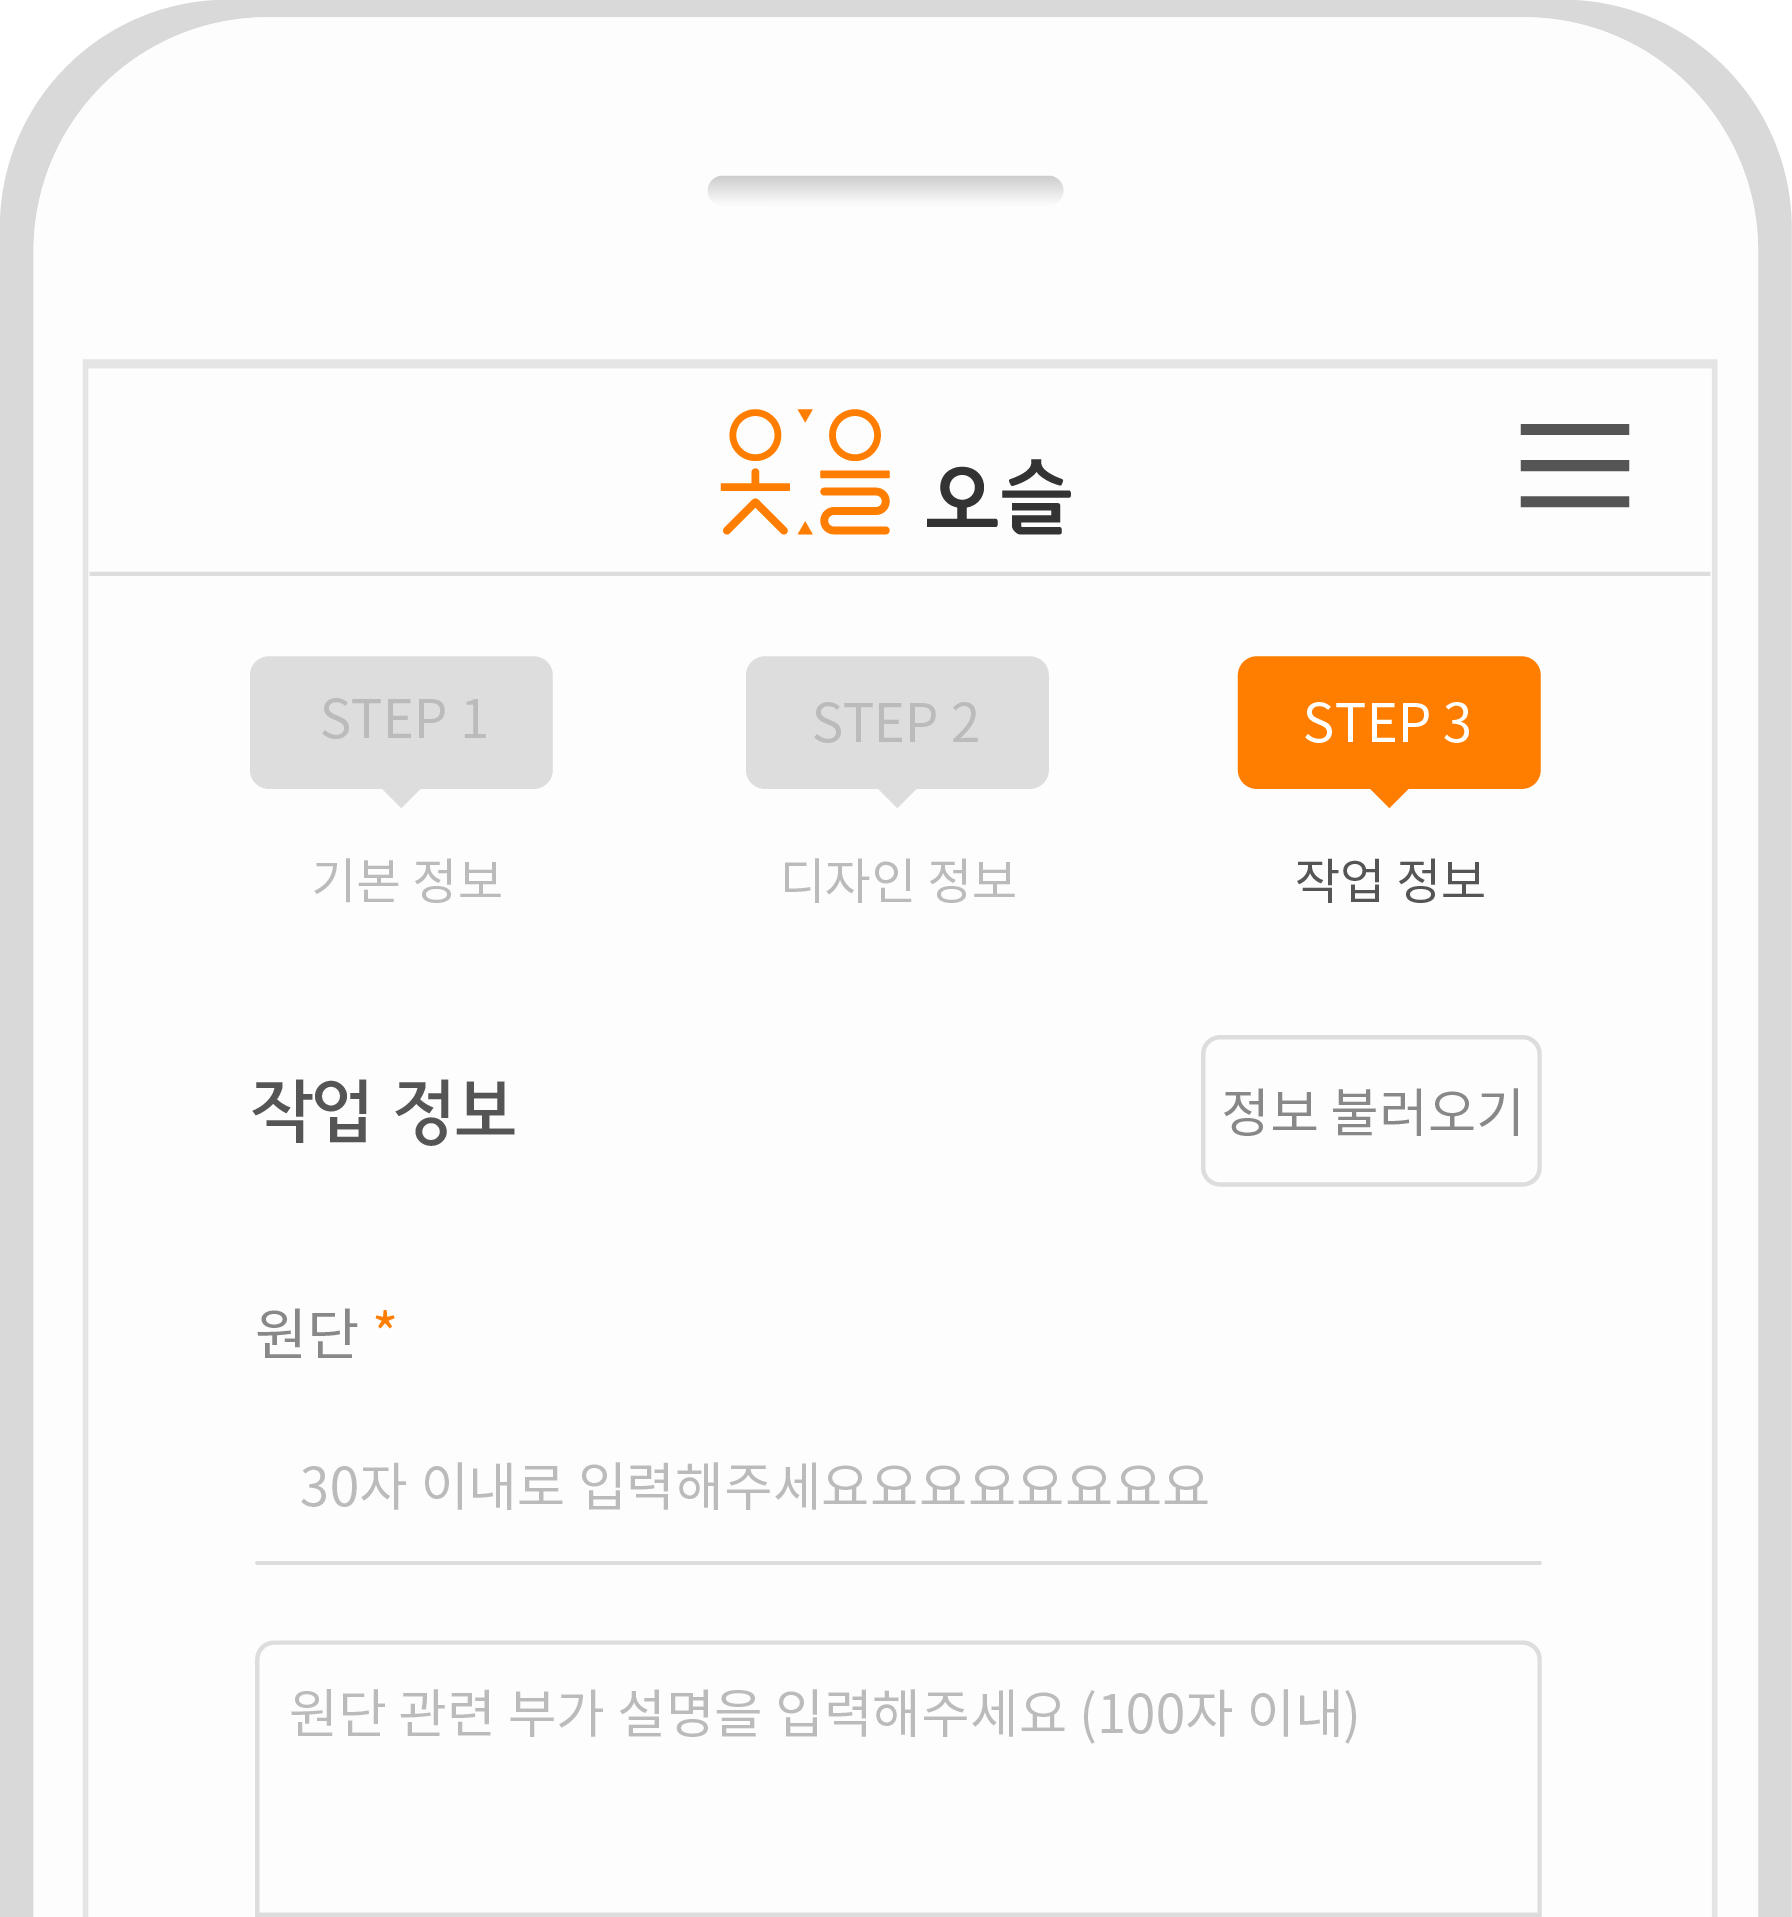 옷을 오슬
STEP 1
STEP 2
STEP 3
기본 정보
디자인 정보
작업 정보
작업 정보
정보 불러오기
원단 *
30자 이내로 입력해주세요요요요요요요요
원단 관련 부가 설명을 입력해주세요 (100자 이내)